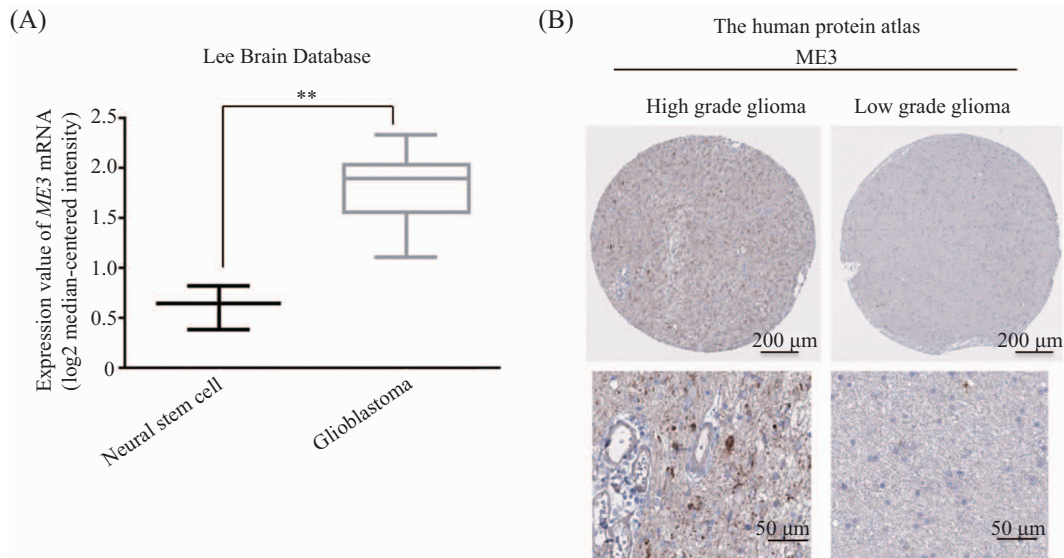 (A)
Lee Brain Database
**
Expression value of ME3 mRNA
(log2 median-centered intensity)
2.5
2.0
1.5
1.0
0.5
0
Neural stem cell
Glioblastoma
(B)
The human protein atlas
ME3
High grade glioma
Low grade glioma
200 μm
200 μm
50 μm
50 μm